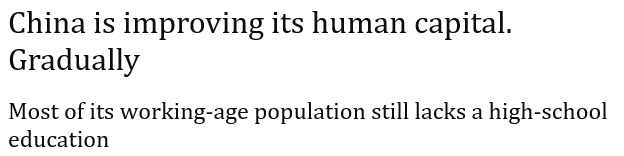 China is improving its human capital.
Gradually
Most of its working-age population still lacks a high-school
education